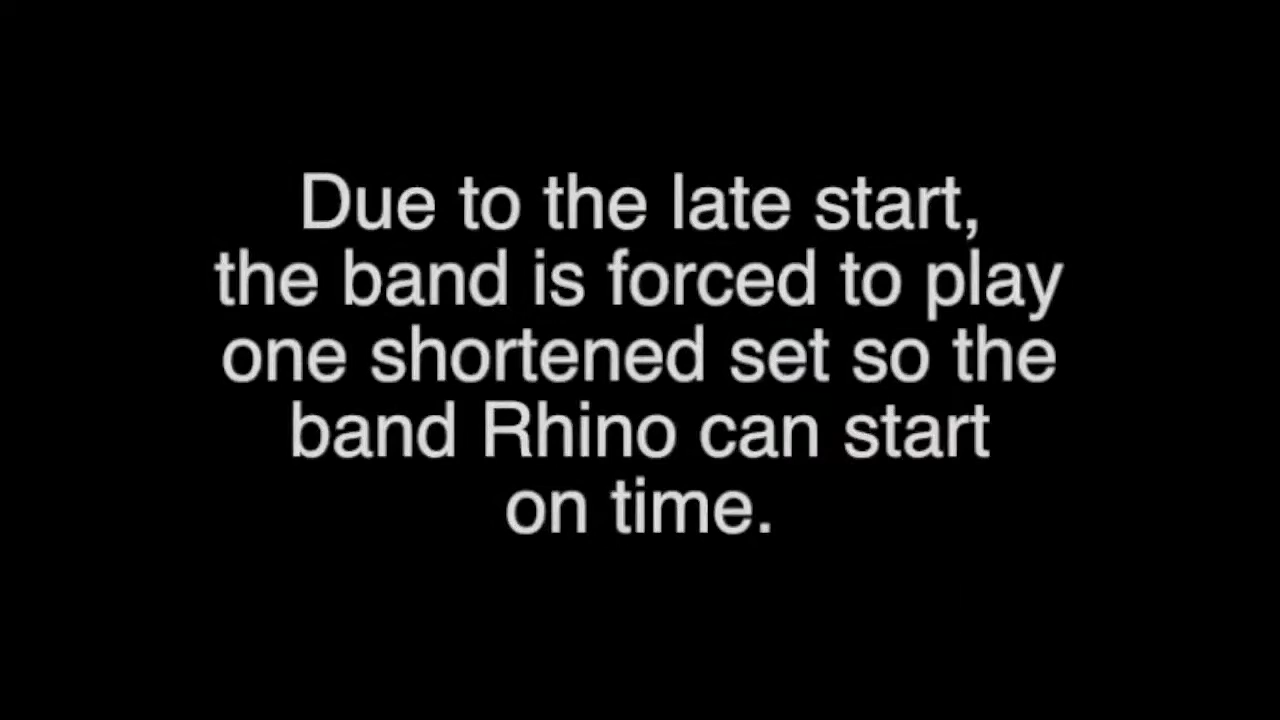 Due to the late start,
the band is forced to play
one shortened set so the
band Rhino can start
on time.